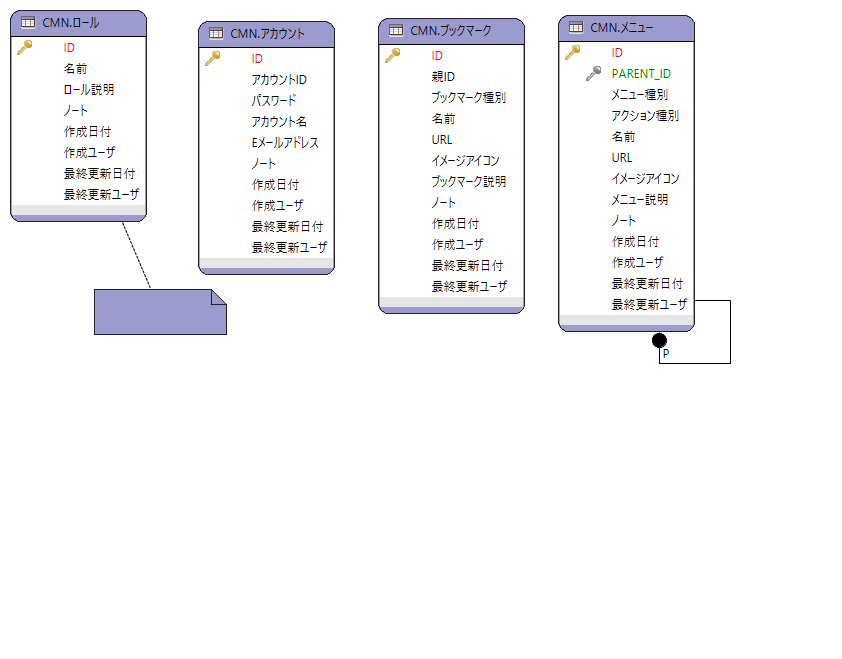 CMN.ロール
ID
名前
ロール説明
ノート
作成日付
作成ユーザ
最終更新日付
最終更新ユーザ
CMN.アカウント
ID
アカウントID
パスワード
アカウント名
Eメールアドレス
ノート
作成日付
作成ユーザ
最終更新日付
最終更新ユーザ
CMN.ブックマーク
ID
親ID
ブックマーク種別
名前
URL
イメージアイコン
ブックマーク説明
ノート
作成日付
作成ユーザ
最終更新日付
最終更新ユーザ
CMN.メニュー
ID
PARENT_ID
メニュー種別
アクション種別
名前
URL
イメージアイコン
メニュー説明
ノート
作成日付
作成ユーザ
最終更新日付
最終更新ユーザ
P